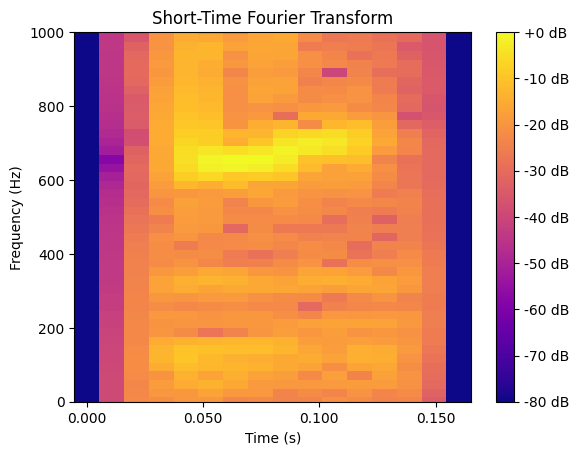 Short-Time Fourier Transform
1000
800
600
400
200
0
Frequency (Hz)
0.000
0.050
0.100
0.150
Time (s)
+0 dB
-10 dB
-20 dB
-30 dB
-40 dB
-50 dB
-60 dB
-70 dB
-80 dB